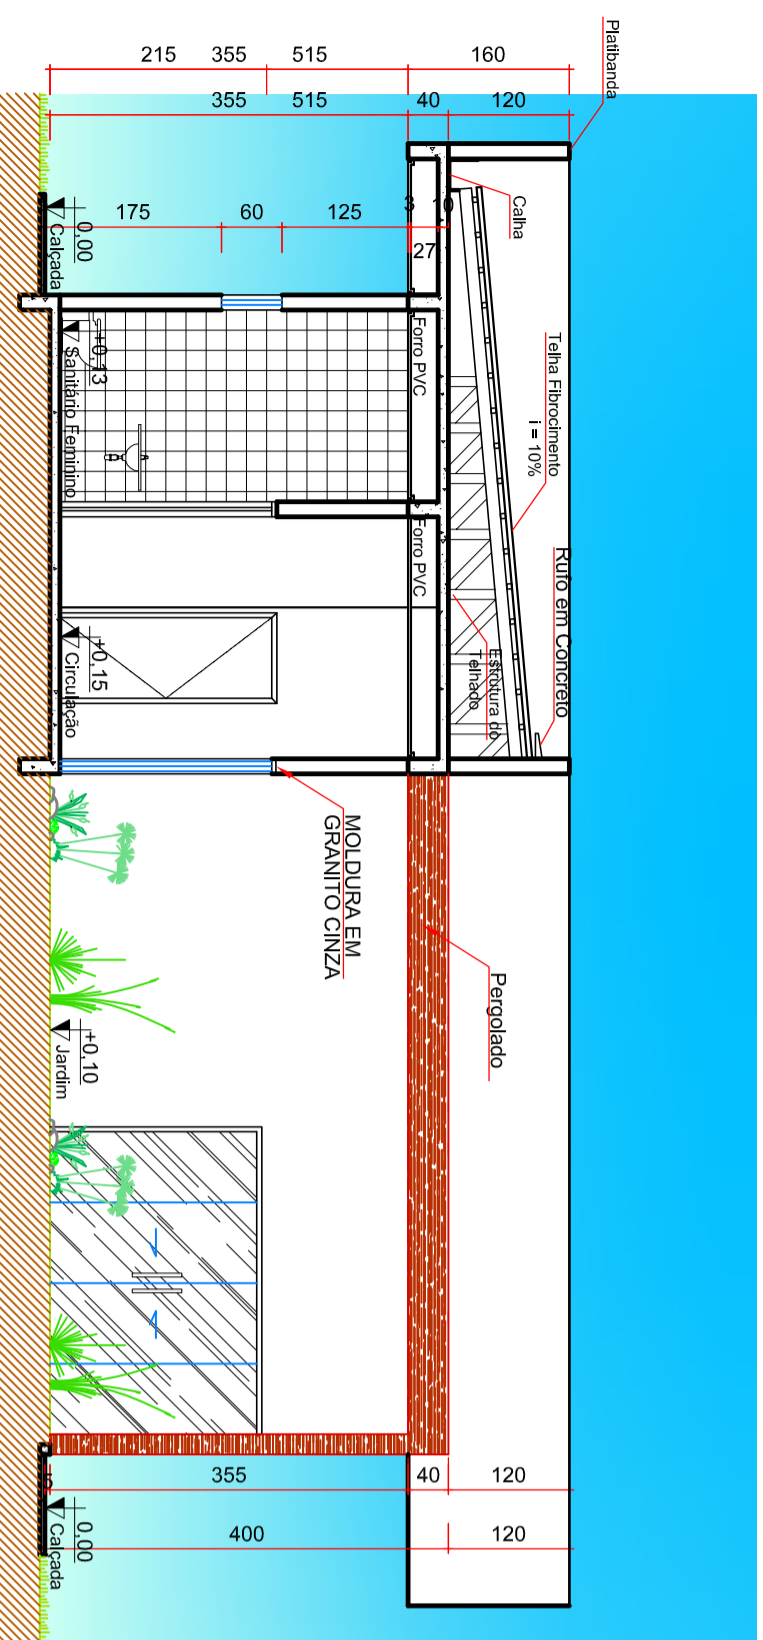 Platibanda
215
355
515
160
355
515
40
120
Calha
0,00
Calçada
175
60
125
3
10
27
Telha Fibrocimento
i = 10%
Forro PVC
+0,13
Sanitário Feminino
Forro PVC
Rufo em Concreto
Estrutura do
Telhado
+0,15
Circulação
MOLDURA EM
GRANITO CINZA
Pergolado
+0,10
Jardim
355
40
120
0,00
Calçada
400
120